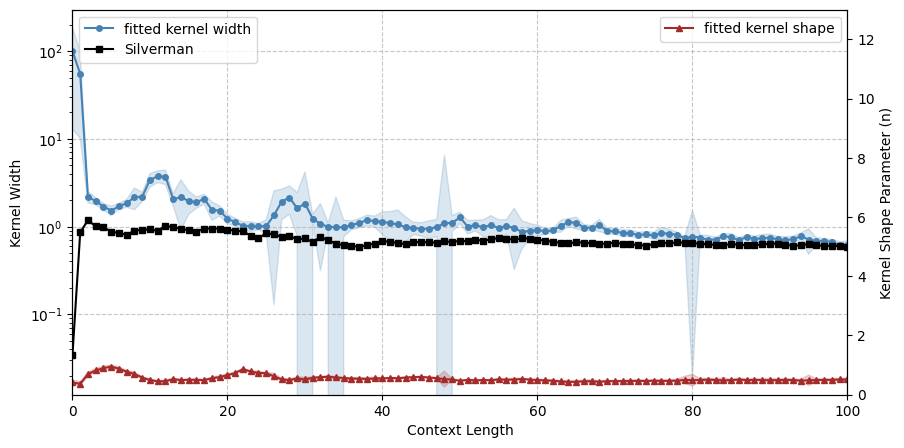 fitted kernel width
Silverman
fitted kernel shape
Kernel Width
10²
10¹
10⁰
10⁻¹
12
10
8
6
4
2
0
Kernel Shape Parameter (n)
0 20 40 60 80 100
Context Length